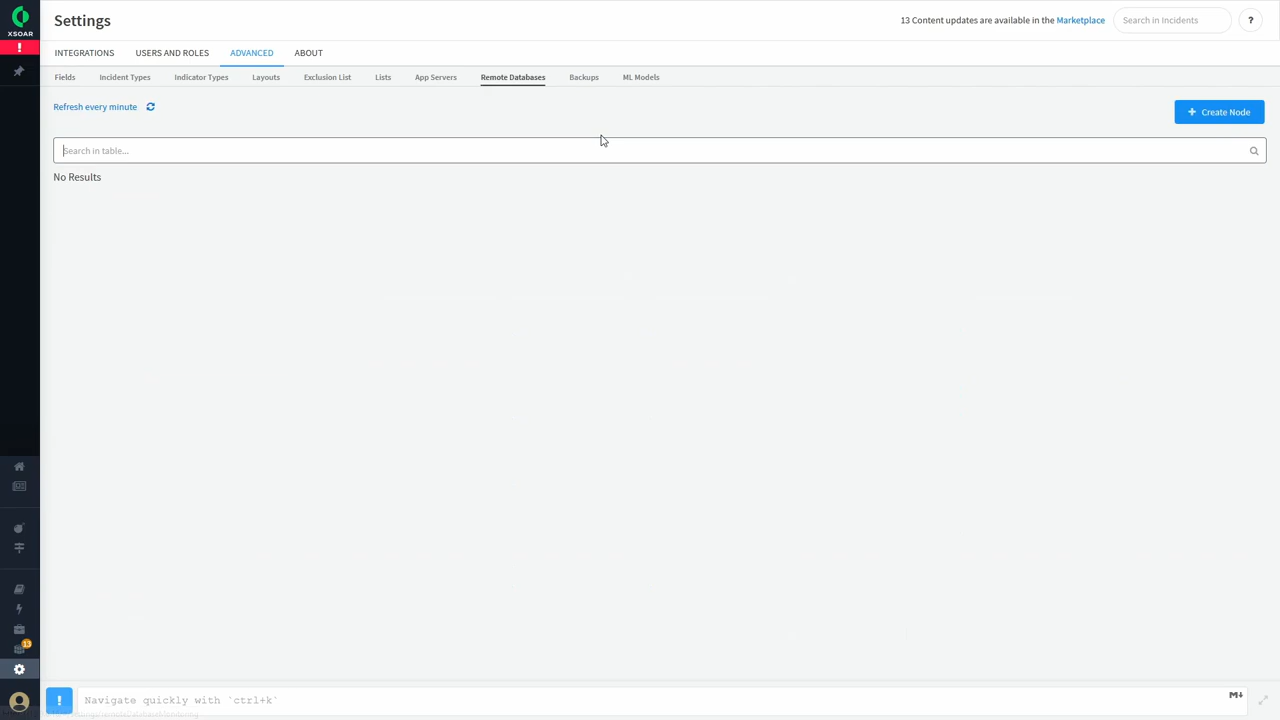 XSOAR
Settings
13 Content updates are available in the Marketplace
Search in Incidents
?
!
INTEGRATIONS
USERS AND ROLES
ADVANCED
ABOUT
Fields
Incident Types
Indicator Types
Layouts
Exclusion List
Lists
App Servers
Remote Databases
Backups
ML Models
Refresh every minute
+ Create Node
Search in table...
No Results
13
!
Navigate quickly with `ctrl+k`
M+